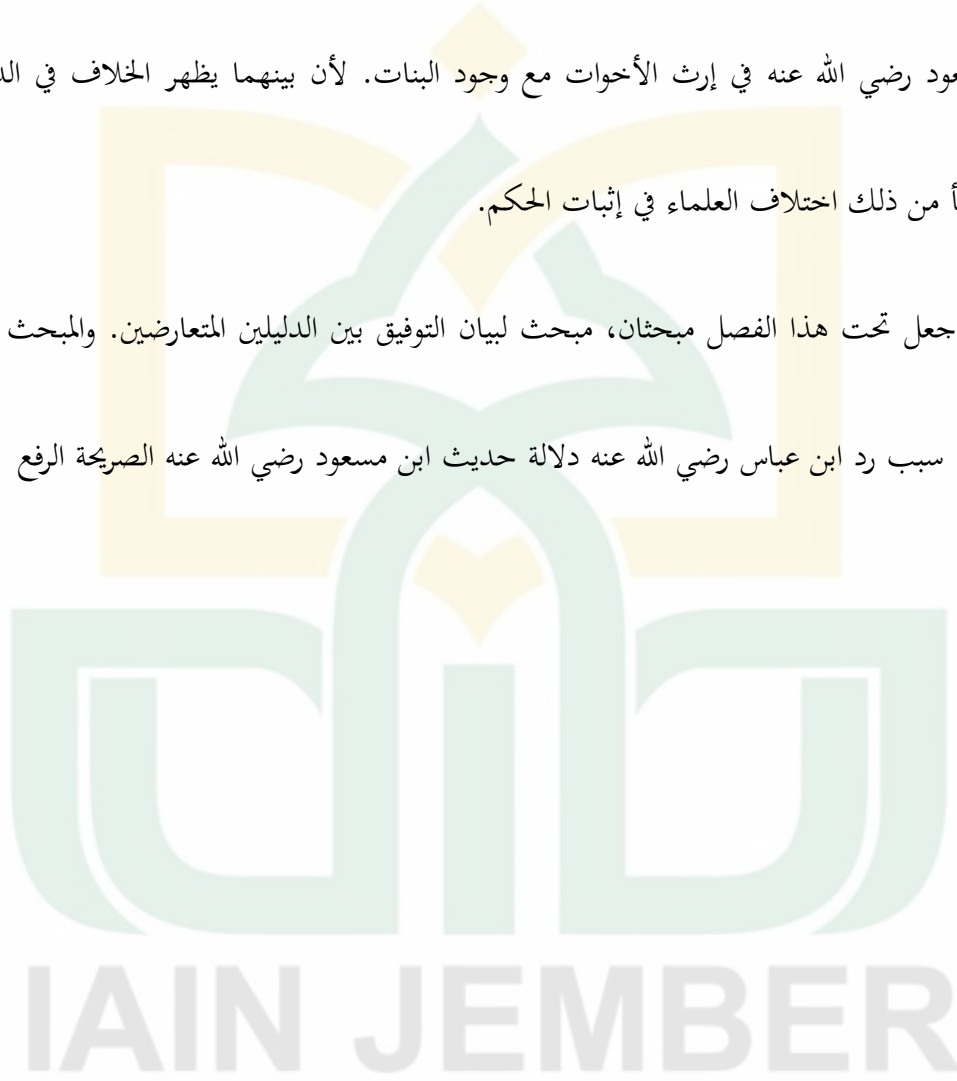 رضي الله عنه في إرث الأخوات مع وجود البنات. لأن بينهما يظهر الخلاف في
من ذلك اختلاف العلماء في إثبات الحكم.
جعل تحت هذا الفصل مبحثان، مبحث لبيان التوفيق بين الدليلين المتعارضين. والمبحث
سبب رد ابن عباس رضي الله عنه دلالة حديث ابن مسعود رضي الله عنه الصريحة الرفع
IAIN JEMBER